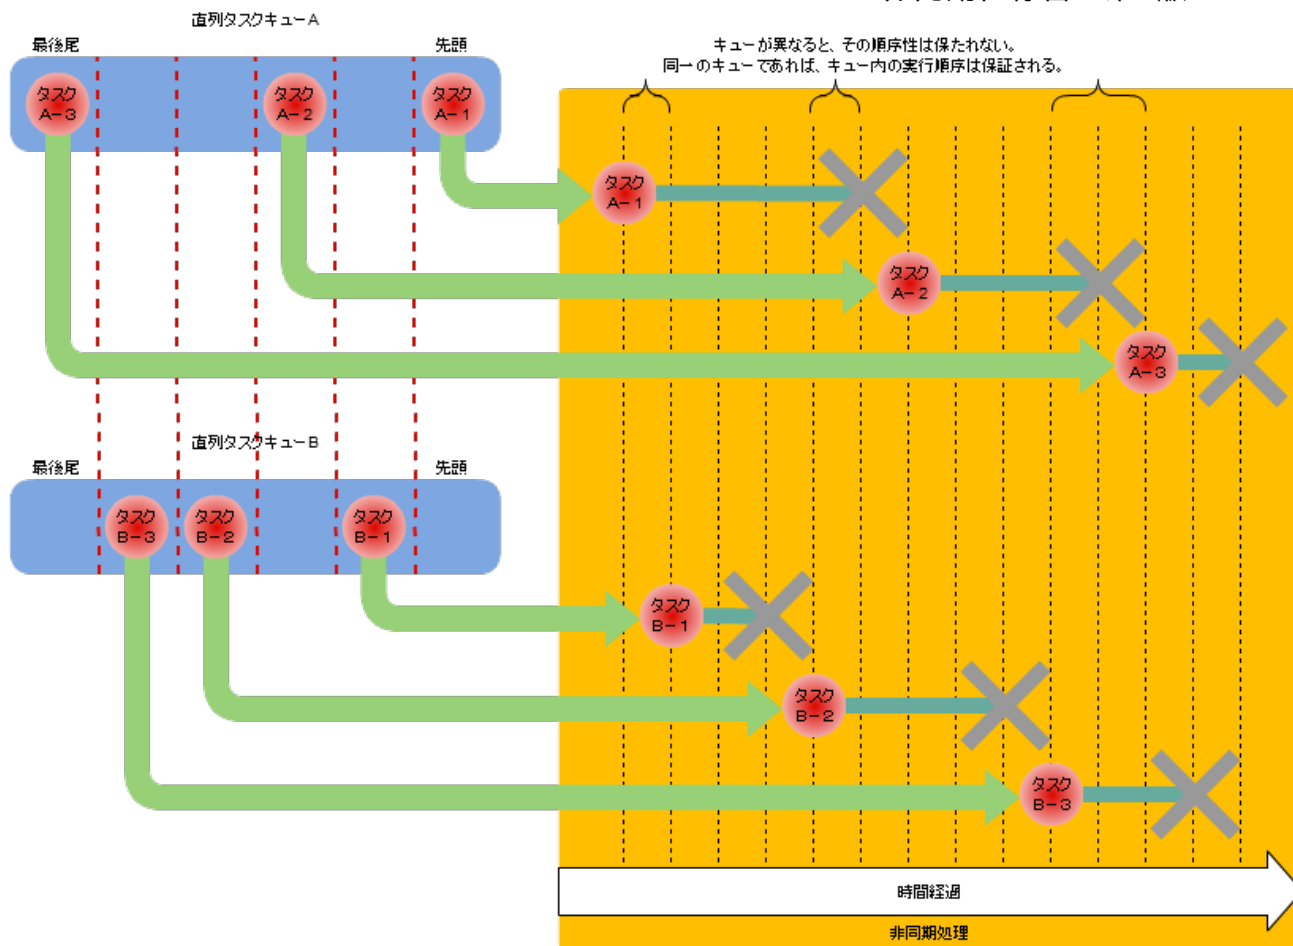 直列タスクキューA
最後尾
先頭
キューが異なると、その順序性は保たれない。
同一のキューであれば、キュー内の実行順序は保証される。
タスク
A-3
タスク
A-2
タスク
A-1
タスク
A-1
タスク
A-2
タスク
A-3
直列タスクキューB
最後尾
先頭
タスク
B-3
タスク
B-2
タスク
B-1
タスク
B-1
タスク
B-2
タスク
B-3
時間経過
非同期処理